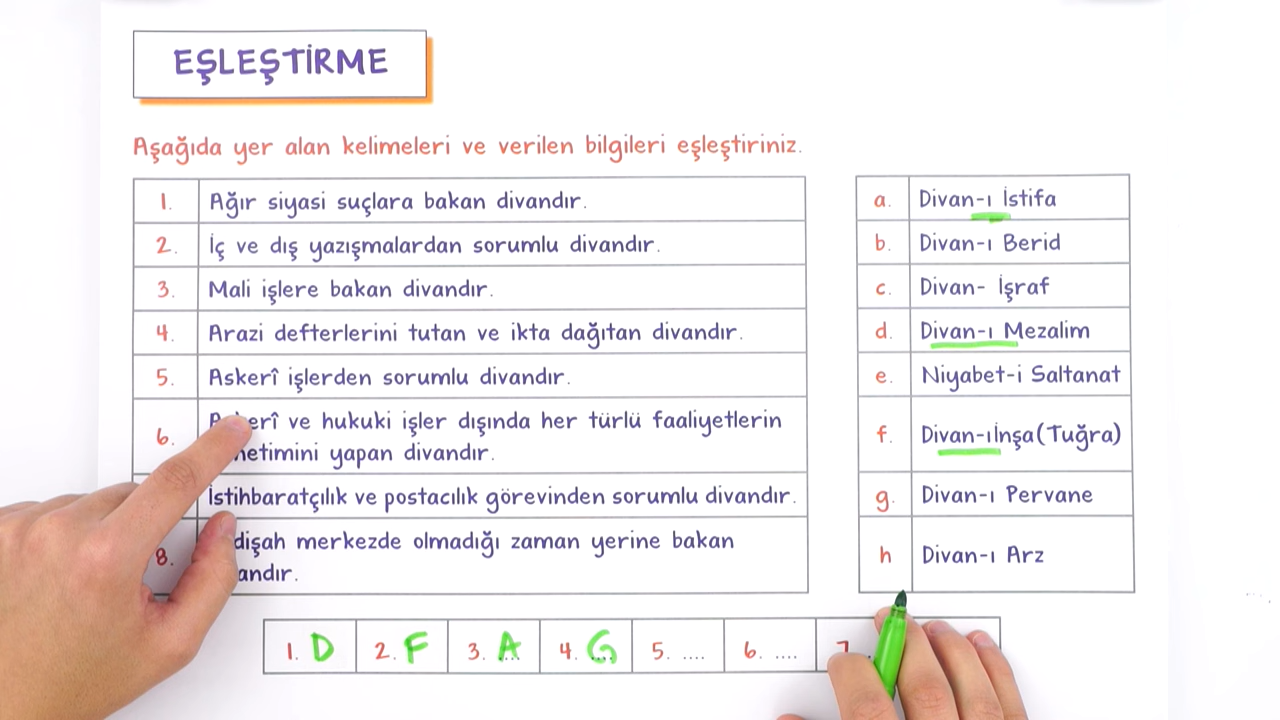 EŞLEŞTİRME
Aşağıda yer alan kelimeleri ve verilen bilgileri eşleştiriniz.
1. Ağır siyasi suçlara bakan divandır.
2. İç ve dış yazışmalardan sorumlu divandır.
3. Mali işlere bakan divandır.
4. Arazi defterlerini tutan ve ikta dağıtan divandır.
5. Askerî işlerden sorumlu divandır.
6. ve hukuki işler dışında her türlü faaliyetlerin
yapan divandır.
İstihbaratçılık ve postacılık görevinden sorumlu divandır.
8. merkezde olmadığı zaman yerine bakan
a. Divan-ı İstifa
b. Divan-ı Berid
c. Divan- İşraf
d. Divan-ı Mezalim
e. Niyabet-i Saltanat
f. Divan-ıİnşa(Tuğra)
g. Divan-ı Pervane
h Divan-ı Arz
1. D 2. F 3. A 4. G 5. .... 6. .... 7.